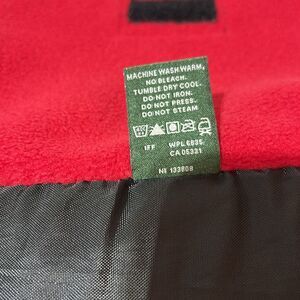 MACHINE WASH WARM,
NO BLEACH.
TUMBLE DRY COOL.
DO NOT IRON.
DO NOT PRESS.
DO NOT STEAM
IFF WPL 6835
CA 05321
NE 133808